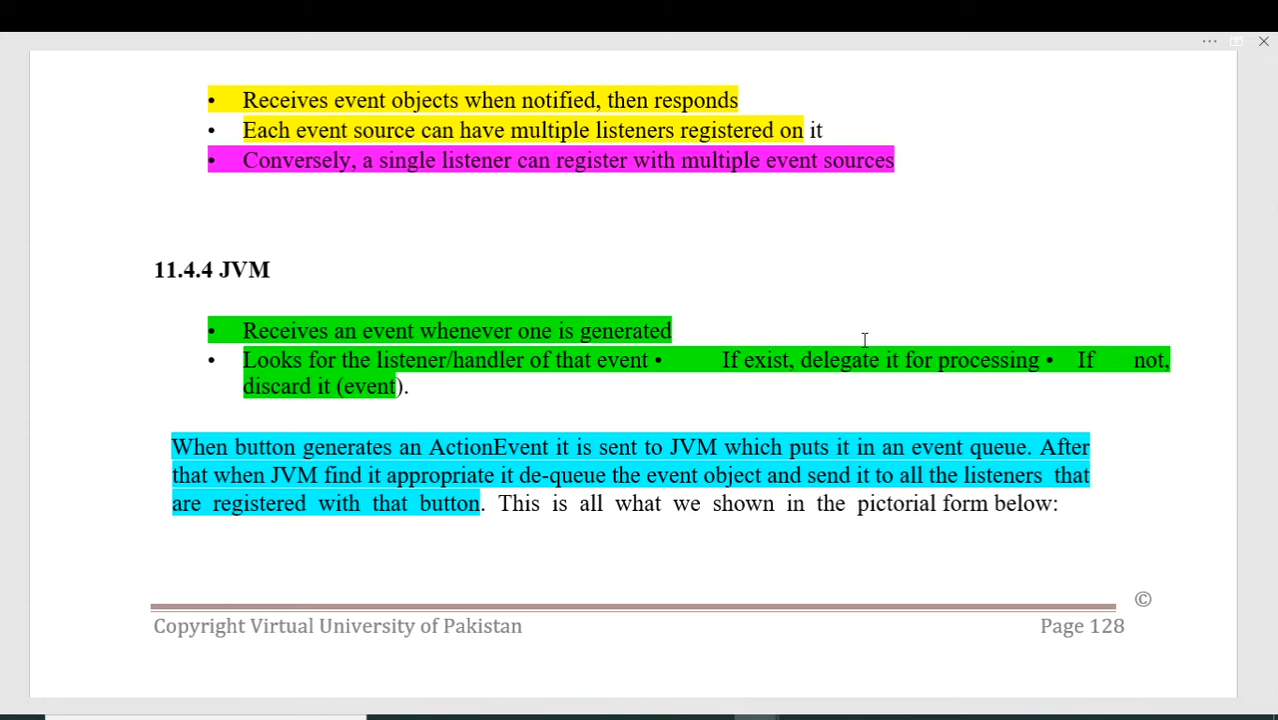 • Receives event objects when notified, then responds
• Each event source can have multiple listeners registered on it
• Conversely, a single listener can register with multiple event sources
11.4.4 JVM
• Receives an event whenever one is generated
• Looks for the listener/handler of that event • If exist, delegate it for processing • If not,
discard it (event).
When button generates an ActionEvent it is sent to JVM which puts it in an event queue. After
that when JVM find it appropriate it de-queue the event object and send it to all the listeners that
are registered with that button. This is all what we shown in the pictorial form below:
©
Copyright Virtual University of Pakistan Page 128